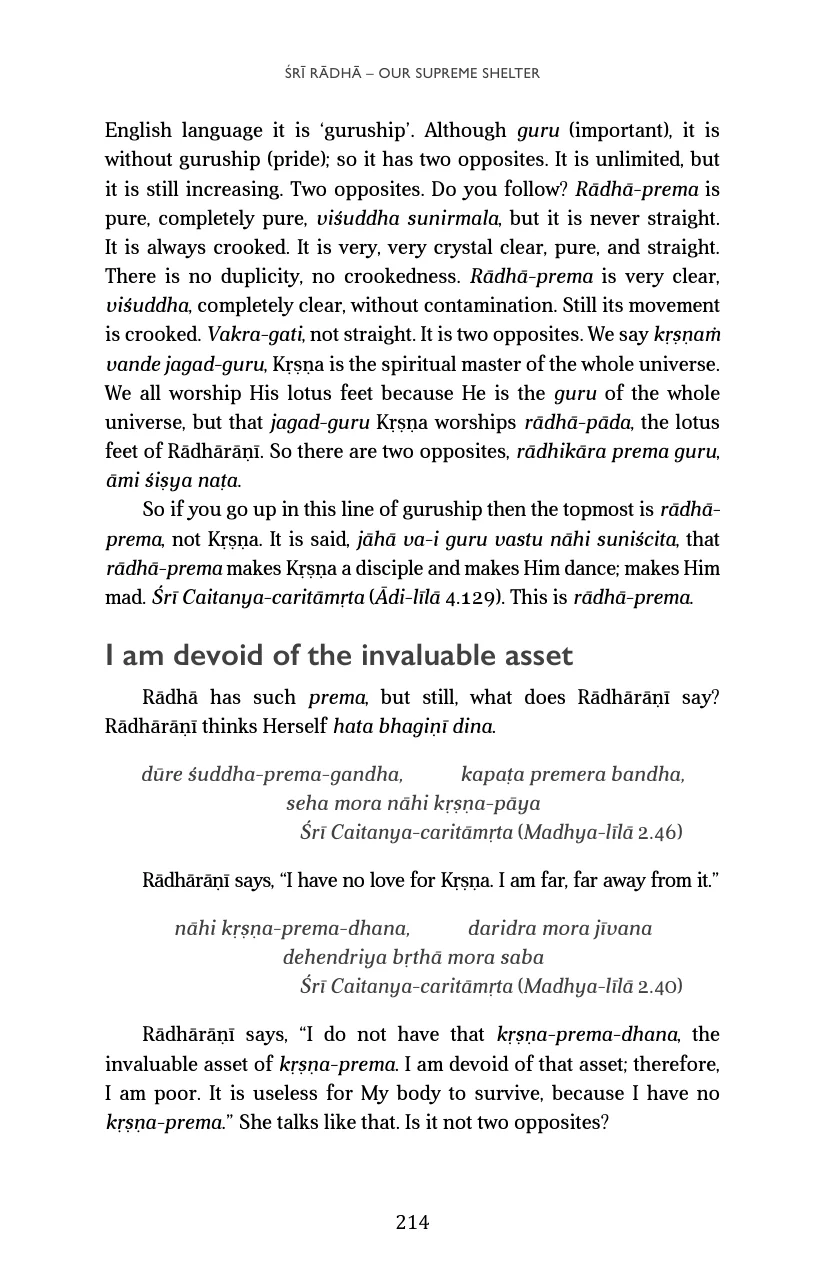 ŚRĪ RĀDHĀ – OUR SUPREME SHELTER
English language it is ‘guruship’. Although guru (important), it is
without guruship (pride); so it has two opposites. It is unlimited, but
it is still increasing. Two opposites. Do you follow? Rādhā-prema is
pure, completely pure, viśuddha sunirmala, but it is never straight.
It is always crooked. It is very, very crystal clear, pure, and straight.
There is no duplicity, no crookedness. Rādhā-prema is very clear,
viśuddha, completely clear, without contamination. Still its movement
is crooked. Vakra-gati, not straight. It is two opposites. We say kṛṣṇaṁ
vande jagad-guru, Kṛṣṇa is the spiritual master of the whole universe.
We all worship His lotus feet because He is the guru of the whole
universe, but that jagad-guru Kṛṣṇa worships rādhā-pāda, the lotus
feet of Rādhārāṇī. So there are two opposites, rādhikāra prema guru,
āmi śiṣya naṭa.
So if you go up in this line of guruship then the topmost is rādhā-
prema, not Kṛṣṇa. It is said, jāhā va-i guru vastu nāhi suniścita, that
rādhā-prema makes Kṛṣṇa a disciple and makes Him dance; makes Him
mad. Śrī Caitanya-caritāmṛta (Ādi-līlā 4.129). This is rādhā-prema.
I am devoid of the invaluable asset
Rādhā has such prema, but still, what does Rādhārāṇī say?
Rādhārāṇī thinks Herself hata bhagiṇī dina.
dūre śuddha-prema-gandha, kapaṭa premera bandha,
seha mora nāhi kṛṣṇa-pāya
Śrī Caitanya-caritāmṛta (Madhya-līlā 2.46)
Rādhārāṇī says, “I have no love for Kṛṣṇa. I am far, far away from it.”
nāhi kṛṣṇa-prema-dhana, daridra mora jīvana
dehendriya bṛthā mora saba
Śrī Caitanya-caritāmṛta (Madhya-līlā 2.40)
Rādhārāṇī says, “I do not have that kṛṣṇa-prema-dhana, the
invaluable asset of kṛṣṇa-prema. I am devoid of that asset; therefore,
I am poor. It is useless for My body to survive, because I have no
kṛṣṇa-prema.” She talks like that. Is it not two opposites?
214